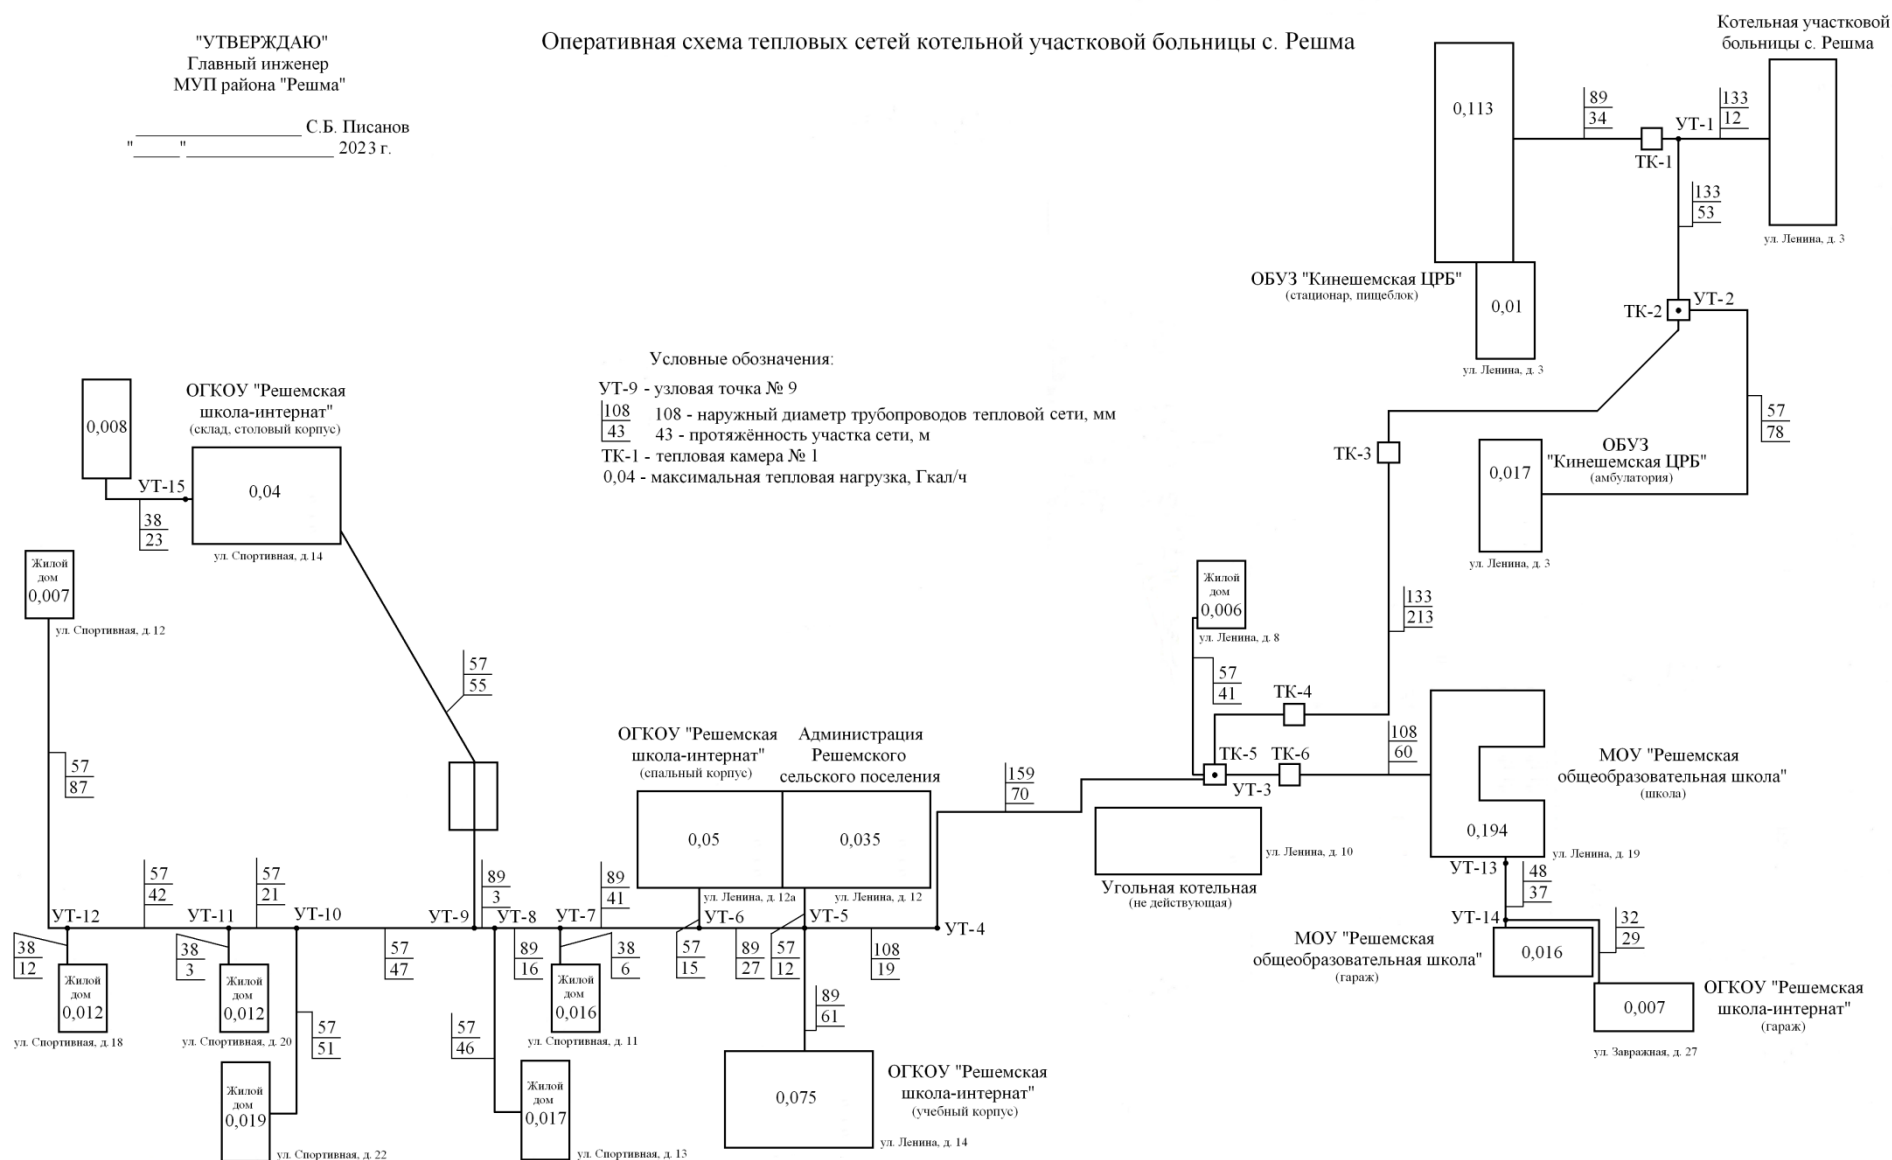 "УТВЕРЖДАЮ"
Главный инженер
МУП района "Решма"
___________________ С.Б. Писанов
"_____"_________________ 2023 г.
Оперативная схема тепловых сетей котельной участковой больницы с. Решма
Котельная участковой
больницы с. Решма
0,113
89
34
УТ-1
133
12
ТК-1
133
53
ул. Ленина, д. 3
ОБУЗ "Кинешемская ЦРБ"
(стационар, пищеблок)
0,01
ул. Ленина, д. 3
ТК-2
УТ-2
57
78
ТК-3
ОБУЗ
"Кинешемская ЦРБ"
(амбулатория)
0,017
ул. Ленина, д. 3
Условные обозначения:
УТ-9 - узловая точка № 9
108
43
108 - наружный диаметр трубопроводов тепловой сети, мм
43 - протяжённость участка сети, м
ТК-1 - тепловая камера № 1
0,04 - максимальная тепловая нагрузка, Гкал/ч
0,008
ОГКОУ "Решемская
школа-интернат"
(склад, столовый корпус)
УТ-15
0,04
38
23
ул. Спортивная, д.14
Жилой
дом
0,007
ул. Спортивная, д. 12
57
55
57
87
Жилой
дом
0,006
ул. Ленина, д. 8
133
213
57
41
ТК-4
ТК-5
ТК-6
УТ-3
108
60
МОУ "Решемская
общеобразовательная школа"
(школа)
0,194
ул. Ленина, д. 19
ОГКОУ "Решемская
школа-интернат"
(спальный корпус)
Администрация
Решемского
сельского поселения
159
70
0,05
0,035
ул. Ленина, д. 12а
ул. Ленина, д. 12
ул. Ленина, д. 10
Угольная котельная
(не действующая)
УТ-13
48
37
УТ-14
32
29
МОУ "Решемская
общеобразовательная школа"
(гараж)
0,016
0,007
ОГКОУ "Решемская
школа-интернат"
(гараж)
ул. Завражная, д. 27
57
42
57
21
89
3
89
41
УТ-12
УТ-11
УТ-10
УТ-9
УТ-8
УТ-7
УТ-6
УТ-5
УТ-4
38
12
38
3
57
47
89
16
38
6
57
15
89
27
57
12
108
19
Жилой
дом
0,012
ул. Спортивная, д.18
Жилой
дом
0,012
ул. Спортивная, д. 20
57
51
57
46
Жилой
дом
0,016
ул. Спортивная, д. 11
89
61
Жилой
дом
0,019
ул. Спортивная, д. 22
Жилой
дом
0,017
ул. Спортивная, д. 13
0,075
ОГКОУ "Решемская
школа-интернат"
(учебный корпус)
ул. Ленина, д. 14